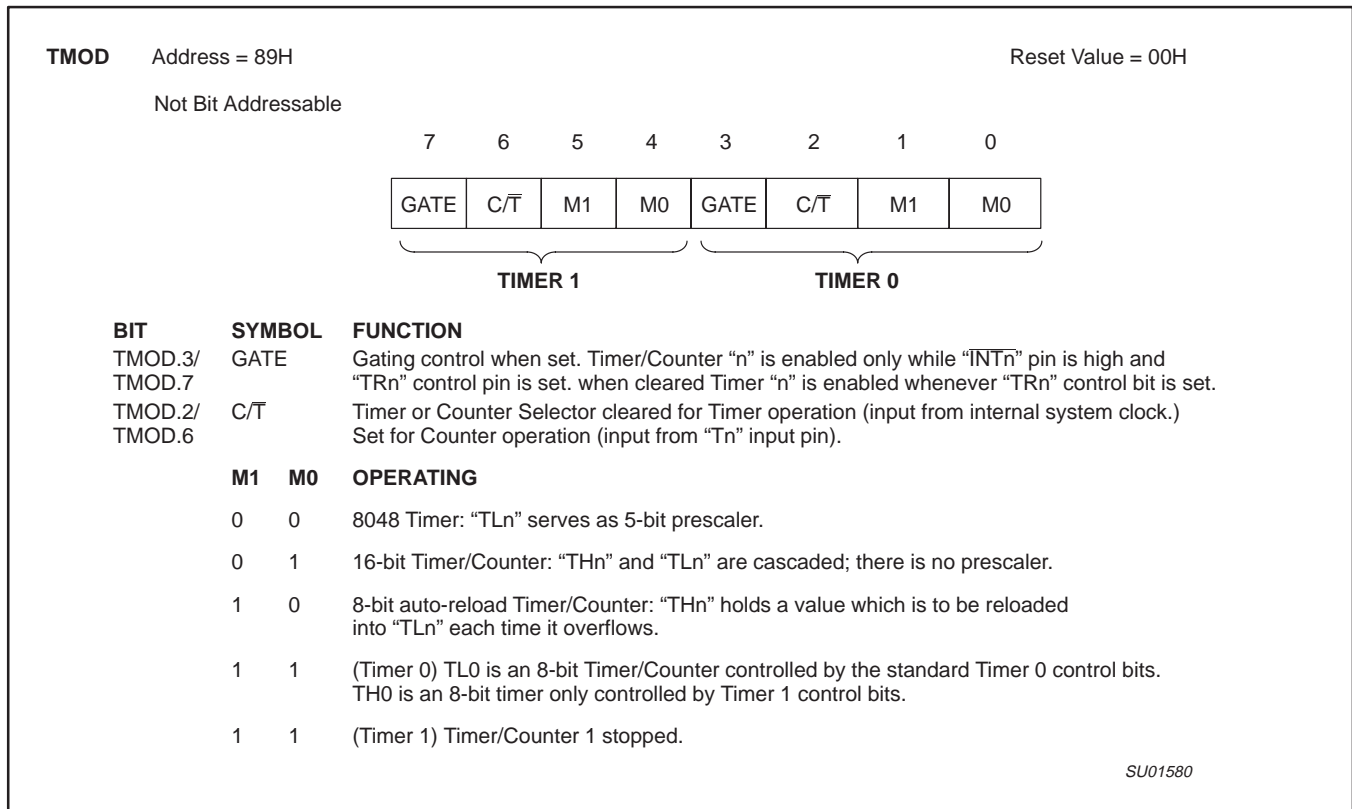 TMOD Address = 89H Reset Value = 00H
Not Bit Addressable
7 6 5 4 3 2 1 0
GATE C/T̅ M1 M0 GATE C/T̅ M1 M0
TIMER 1 TIMER 0
BIT SYMBOL FUNCTION
TMOD.3/ GATE Gating control when set. Timer/Counter “n” is enabled only while “I̅N̅T̅n̅” pin is high and
TMOD.7 “TRn” control pin is set. when cleared Timer “n” is enabled whenever “TRn” control bit is set.
TMOD.2/ C/T̅ Timer or Counter Selector cleared for Timer operation (input from internal system clock.)
TMOD.6 Set for Counter operation (input from “Tn” input pin).
M1 M0 OPERATING
0 0 8048 Timer: “TLn” serves as 5-bit prescaler.
0 1 16-bit Timer/Counter: “THn” and “TLn” are cascaded; there is no prescaler.
1 0 8-bit auto-reload Timer/Counter: “THn” holds a value which is to be reloaded
into “TLn” each time it overflows.
1 1 (Timer 0) TL0 is an 8-bit Timer/Counter controlled by the standard Timer 0 control bits.
TH0 is an 8-bit timer only controlled by Timer 1 control bits.
1 1 (Timer 1) Timer/Counter 1 stopped.
SU01580